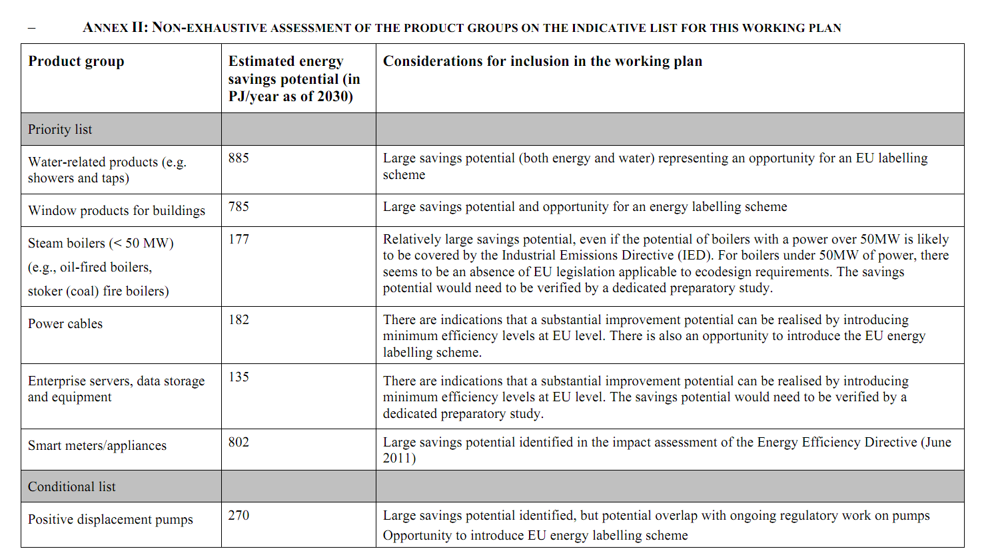 – ANNEX II: NON-EXHAUSTIVE ASSESSMENT OF THE PRODUCT GROUPS ON THE INDICATIVE LIST FOR THIS WORKING PLAN
Product group
Estimated energy
savings potential (in
PJ/year as of 2030)
Considerations for inclusion in the working plan
Priority list
Water-related products (e.g.
showers and taps)
885
Large savings potential (both energy and water) representing an opportunity for an EU labelling
scheme
Window products for buildings
785
Large savings potential and opportunity for an energy labelling scheme
Steam boilers (< 50 MW)
(e.g., oil-fired boilers,
stoker (coal) fire boilers)
177
Relatively large savings potential, even if the potential of boilers with a power over 50MW is likely
to be covered by the Industrial Emissions Directive (IED). For boilers under 50MW of power, there
seems to be an absence of EU legislation applicable to ecodesign requirements. The savings
potential would need to be verified by a dedicated preparatory study.
Power cables
182
There are indications that a substantial improvement potential can be realised by introducing
minimum efficiency levels at EU level. There is also an opportunity to introduce the EU energy
labelling scheme.
Enterprise servers, data storage
and equipment
135
There are indications that a substantial improvement potential can be realised by introducing
minimum efficiency levels at EU level. The savings potential would need to be verified by a
dedicated preparatory study.
Smart meters/appliances
802
Large savings potential identified in the impact assessment of the Energy Efficiency Directive (June
2011)
Conditional list
Positive displacement pumps
270
Large savings potential identified, but potential overlap with ongoing regulatory work on pumps
Opportunity to introduce EU energy labelling scheme